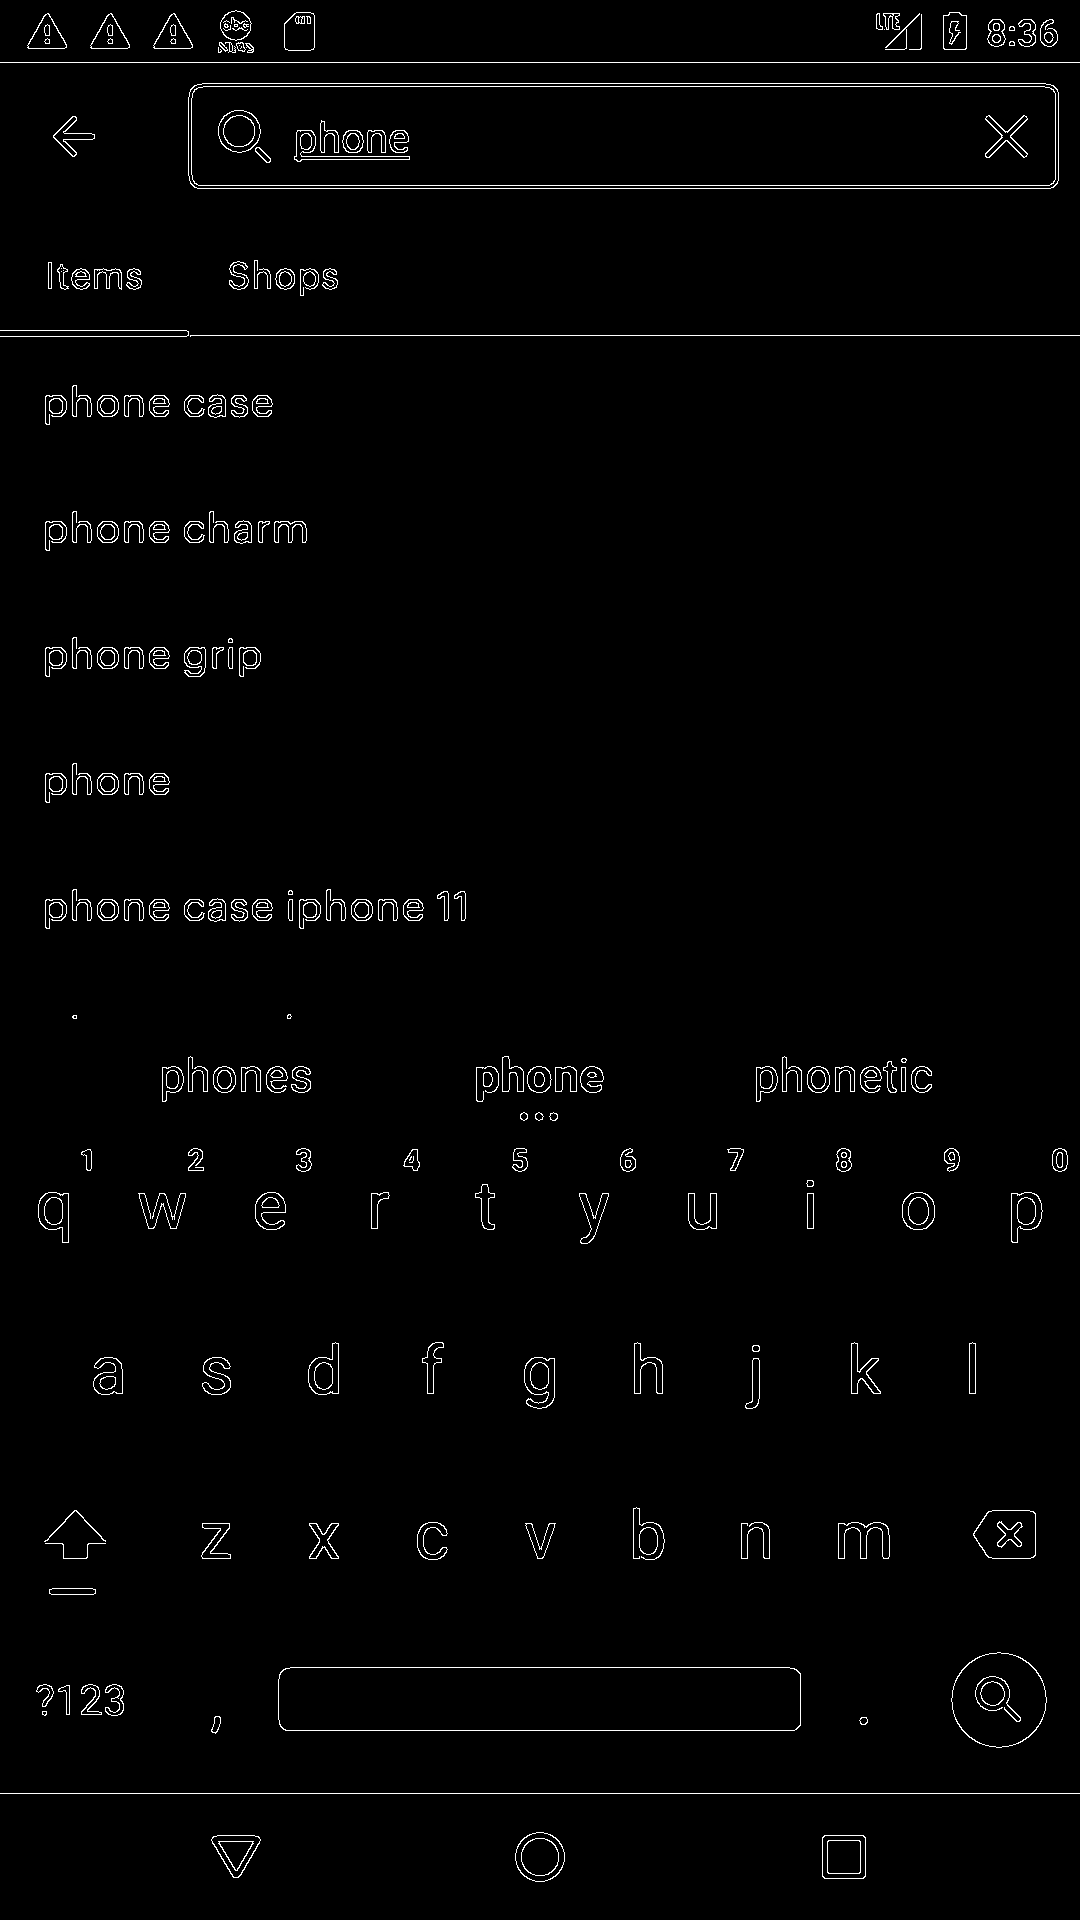 abc NEWS LTE 8:36
phone
Items Shops
phone case
phone charm
phone grip
phone
phone case iphone 11
phones phone phonetic
1 2 3 4 5 6 7 8 9 0
q w e r t y u i o p
a s d f g h j k l
z x c v b n m
?123 , .